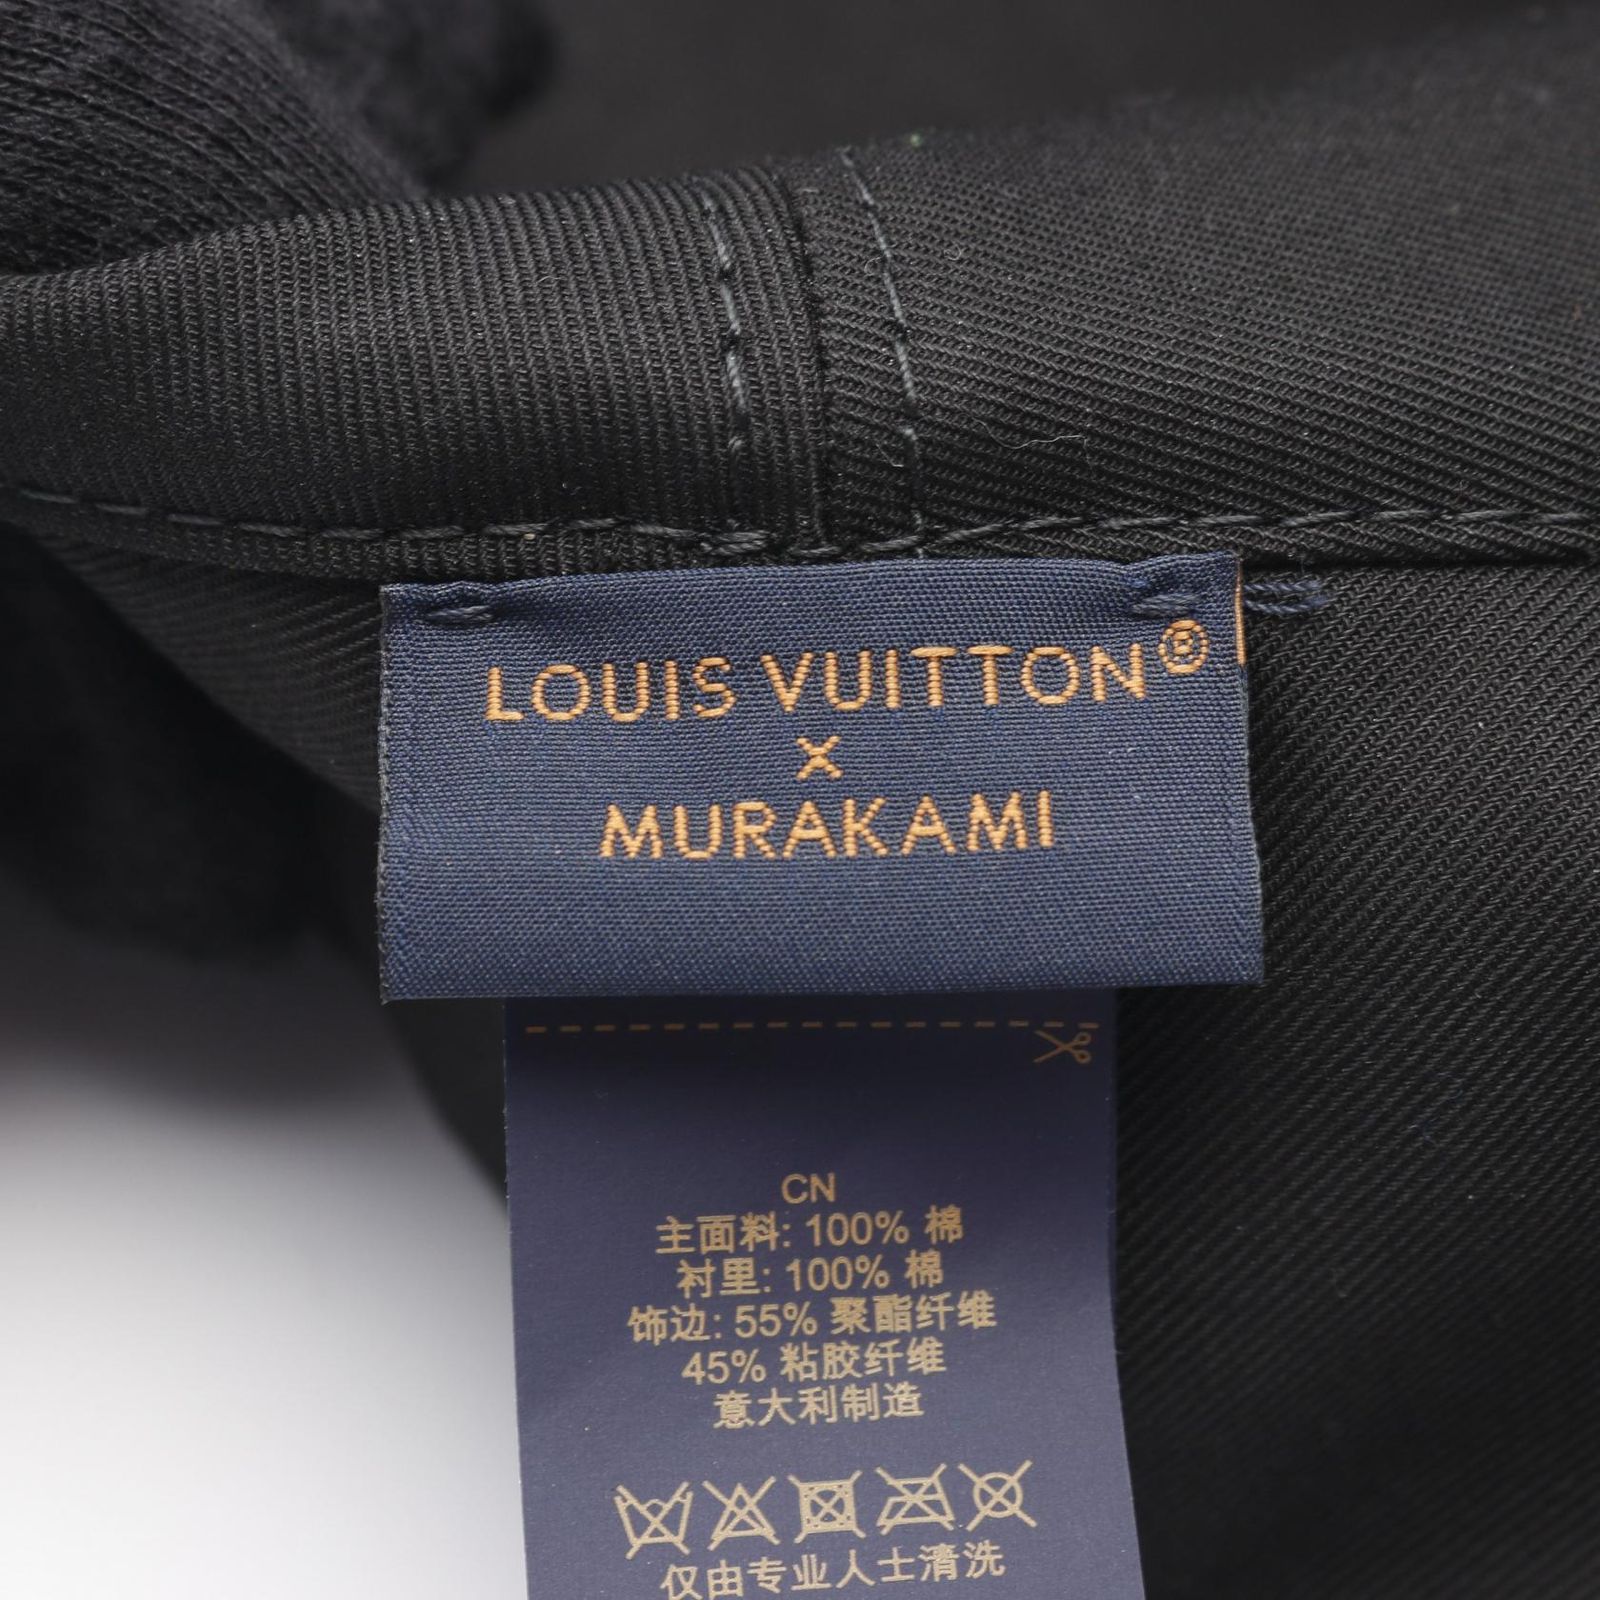 LOUIS VUITTON®
x
MURAKAMI
CN
主面料: 100% 棉
衬里: 100% 棉
饰边: 55% 聚酯纤维
45% 粘胶纤维
意大利制造
仅由专业人士清洗